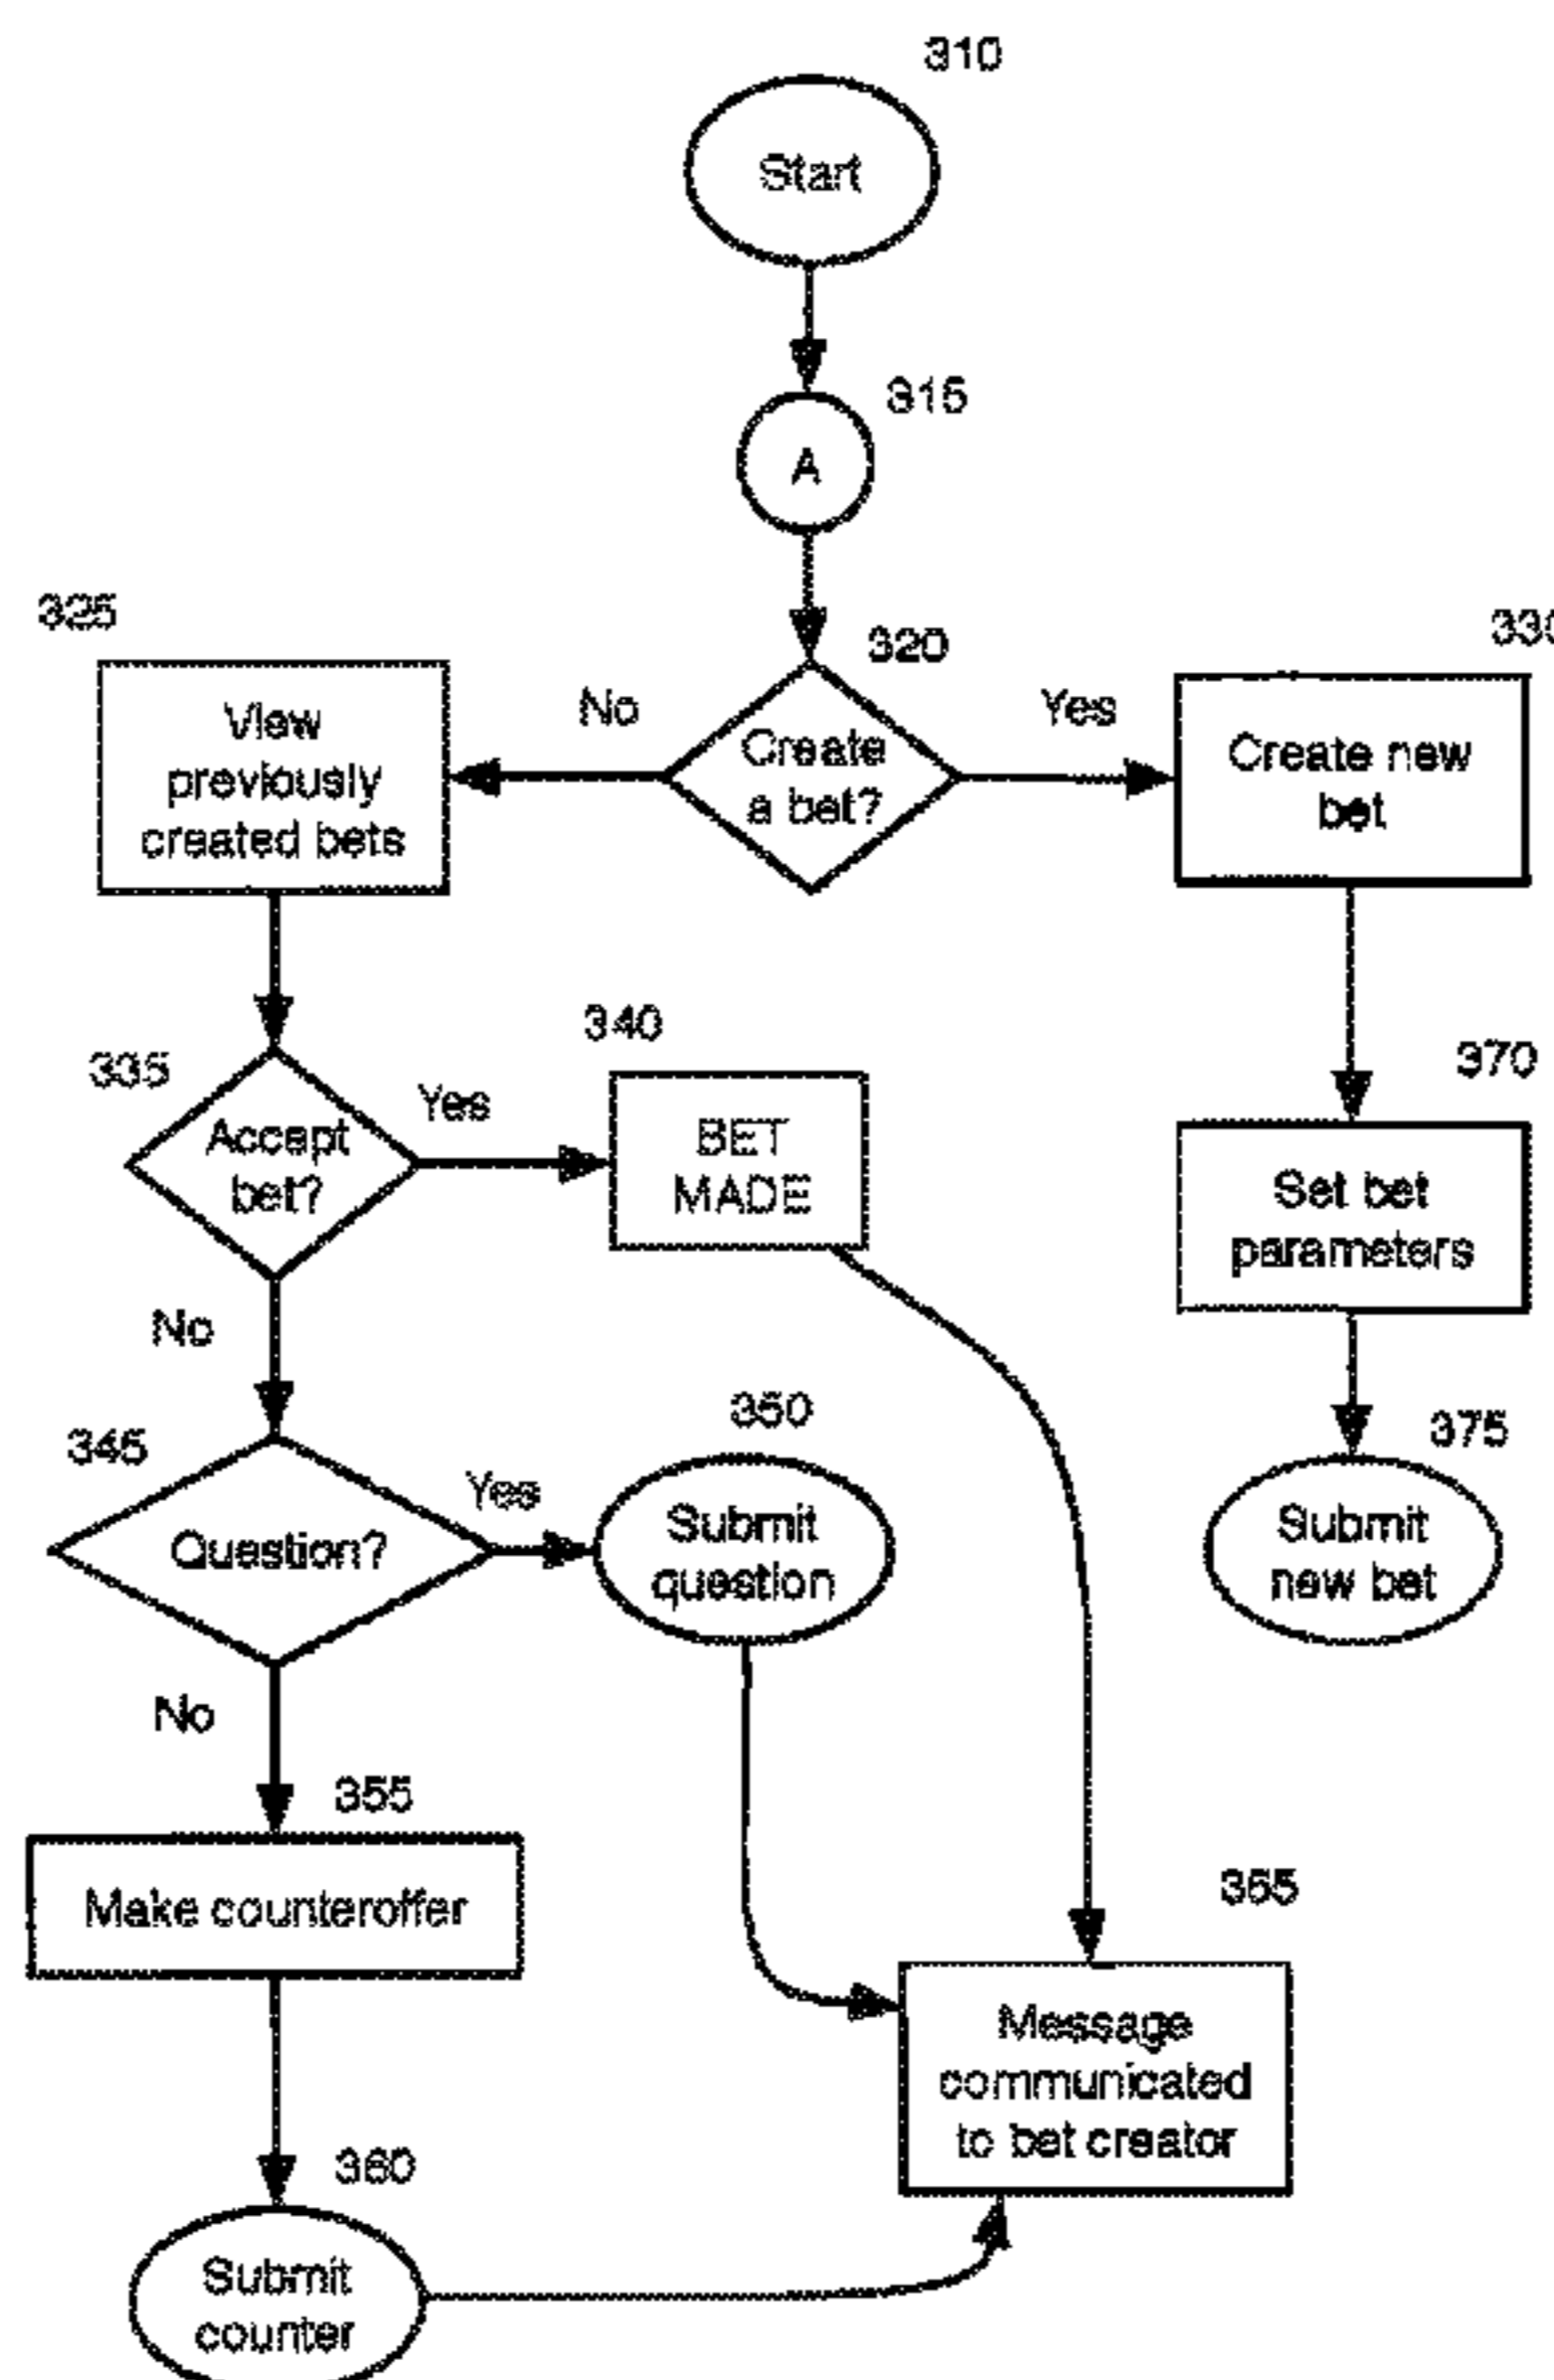 310
Start
315
A
325
320
330
No
Yes
View
previously
created bets
Create
a bet?
Create new
bet
335
340
370
Yes
Accept
bet?
BET
MADE
Set bet
parameters
No
345
350
375
Yes
Question?
Submit
question
Submit
new bet
No
355
365
Make counteroffer
Message
communicated
to bet creator
360
Submit
counter